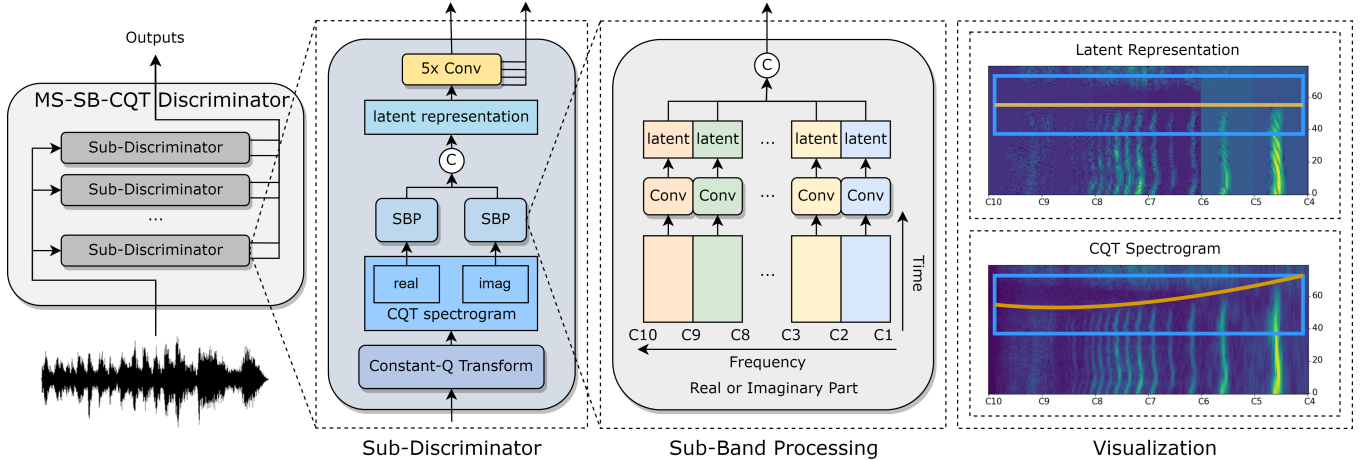 Outputs
MS-SB-CQT Discriminator
Sub-Discriminator
Sub-Discriminator
...
Sub-Discriminator
5x Conv
latent representation
C
SBP SBP
real imag
CQT spectrogram
Constant-Q Transform
Sub-Discriminator
C
latent latent ... latent latent
Conv Conv ... Conv Conv
...
Time
C10 C9 C8 C3 C2 C1
Frequency
Real or Imaginary Part
Sub-Band Processing
Latent Representation
60
40
20
0
C10 C9 C8 C7 C6 C5 C4
CQT Spectrogram
60
40
20
0
C10 C9 C8 C7 C6 C5 C4
Visualization